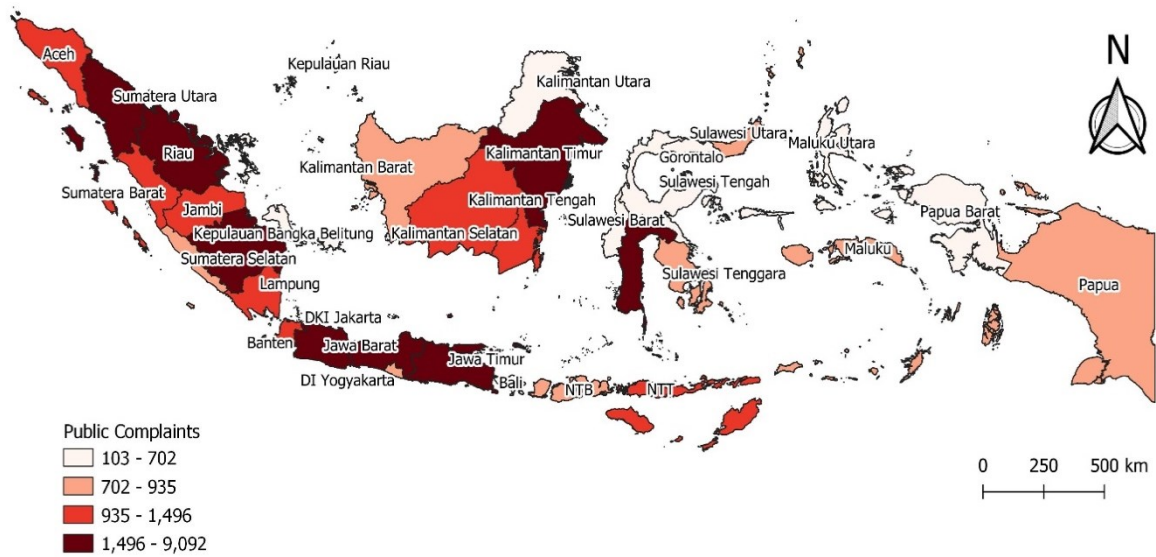 N
Aceh
Kepulauan Riau
Kalimantan Utara
Sumatera Utara
Sulawesi Utara
Maluku Utara
Riau
Kalimantan Timur
Gorontalo
Kalimantan Barat
Sulawesi Tengah
Sumatera Barat
Jambi
Kalimantan Tengah
Papua Barat
Sulawesi Barat
Kepulauan Bangka Belitung
Kalimantan Selatan
Maluku
Sumatera Selatan
Sulawesi Tenggara
Lampung
Papua
DKI Jakarta
Banten
Jawa Barat
Jawa Timur
DI Yogyakarta
Bali
NTB
NTT
Public Complaints
103 - 702
702 - 935
935 - 1,496
1,496 - 9,092
0 250 500 km